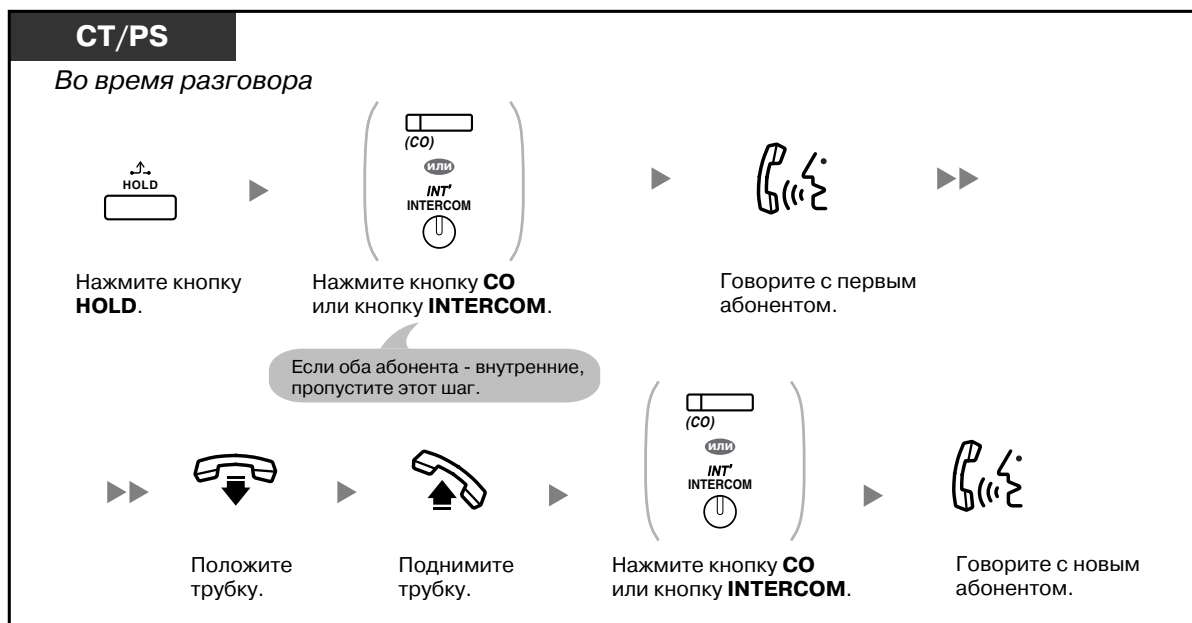 CT/PS
Во время разговора
HOLD
Нажмите кнопку
HOLD.
(CO)
или
INT'
INTERCOM
Нажмите кнопку CO
или кнопку INTERCOM.
Если оба абонента - внутренние,
пропустите этот шаг.
Говорите с первым
абонентом.
Положите
трубку.
Поднимите
трубку.
(CO)
или
INT'
INTERCOM
Нажмите кнопку CO
или кнопку INTERCOM.
Говорите с новым
абонентом.